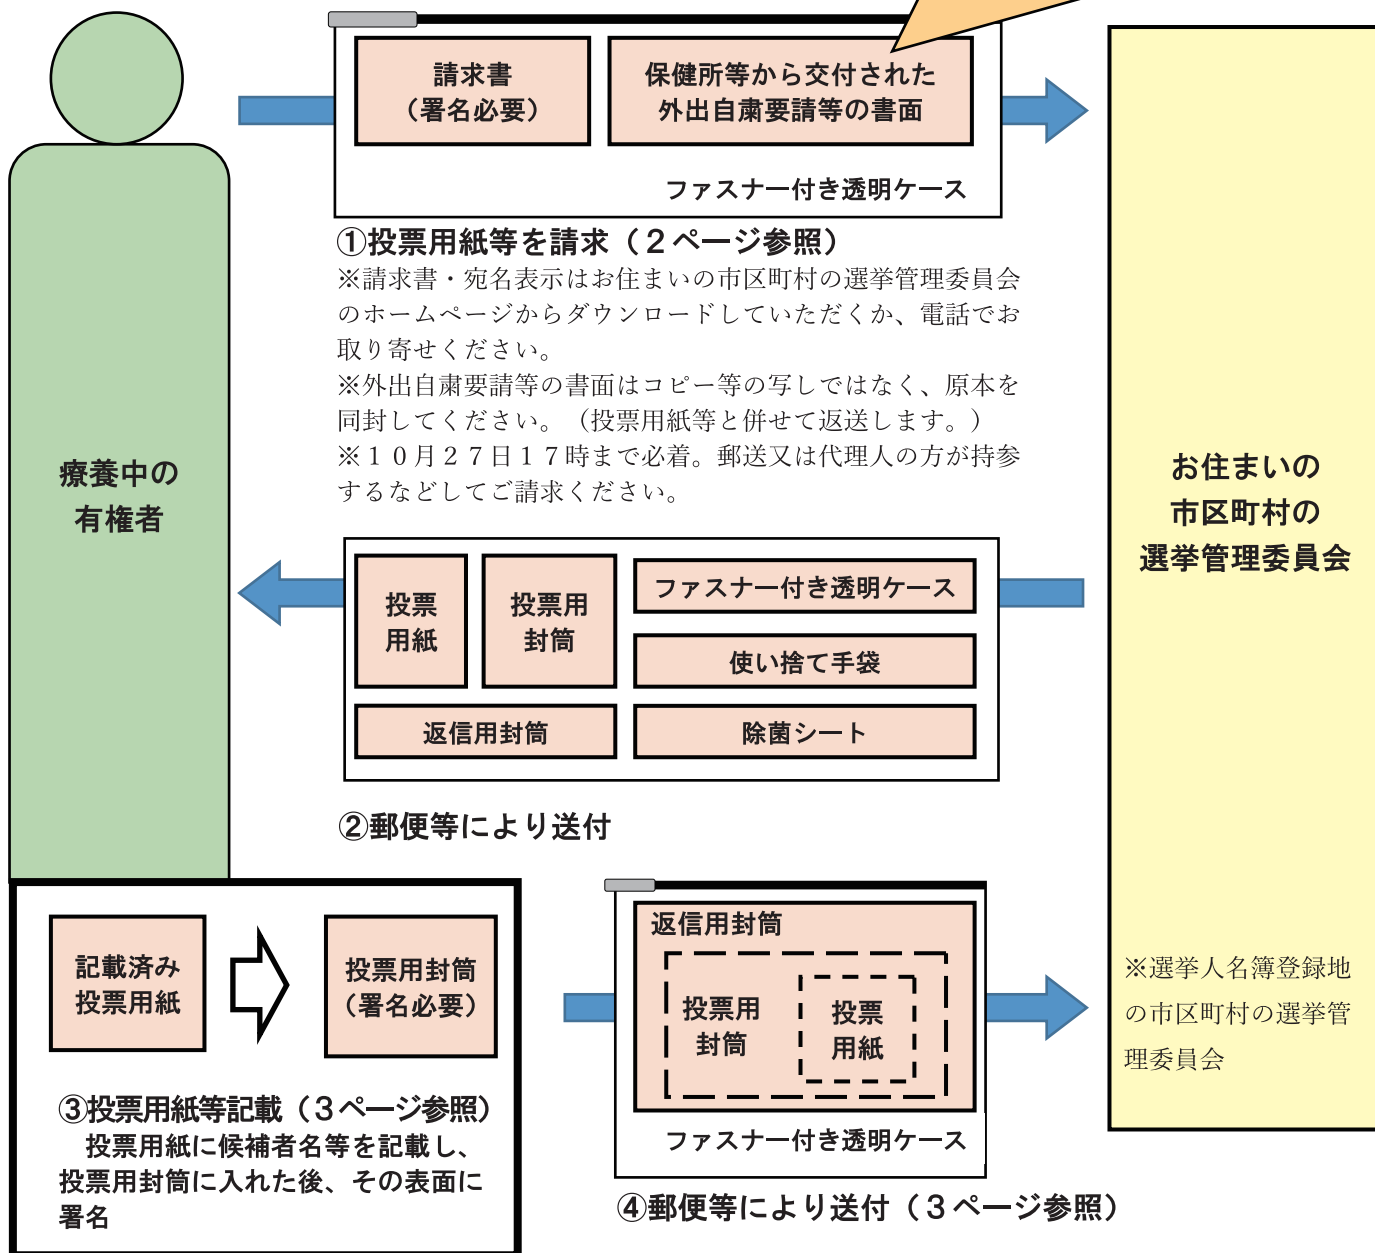 請求書
（署名必要）
保健所等から交付された
外出自粛要請等の書面
ファスナー付き透明ケース
①投票用紙等を請求（２ページ参照）
※請求書・宛名表示はお住まいの市区町村の選挙管理委員会
のホームページからダウンロードしていただくか、電話でお
取り寄せください。
※外出自粛要請等の書面はコピー等の写しではなく、原本を
同封してください。（投票用紙等と併せて返送します。）
※１０月２７日１７時まで必着。郵送又は代理人の方が持参
するなどしてご請求ください。
療養中の
有権者
お住まいの
市区町村の
選挙管理委員会
投票
用紙
投票用
封筒
ファスナー付き透明ケース
使い捨て手袋
返信用封筒
除菌シート
②郵便等により送付
記載済み
投票用紙
投票用封筒
（署名必要）
③投票用紙等記載（３ページ参照）
投票用紙に候補者名等を記載し、
投票用封筒に入れた後、その表面に
署名
返信用封筒
投票用
封筒
投票
用紙
ファスナー付き透明ケース
④郵便等により送付（３ページ参照）
※選挙人名簿登録地
の市区町村の選挙管
理委員会